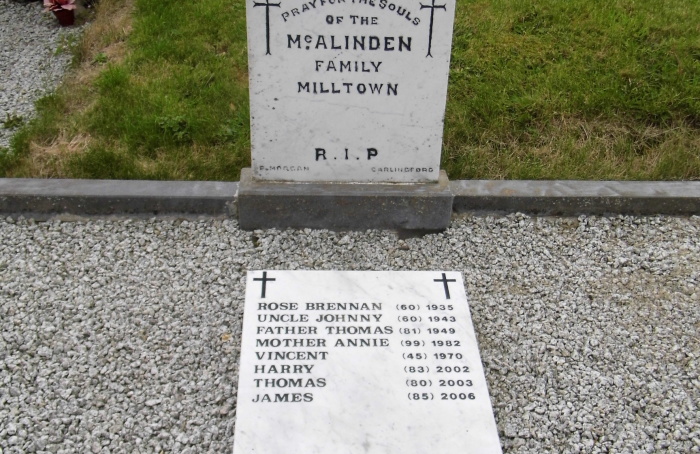 PRAY FOR THE SOULS
OF THE
McALINDEN
FAMILY
MILLTOWN
R.I.P
CARLINGFORD
ROSE BRENNAN (60) 1935
UNCLE JOHNNY (60) 1943
FATHER THOMAS (81) 1949
MOTHER ANNIE (99) 1982
VINCENT (45) 1970
HARRY (83) 2002
THOMAS (80) 2003
JAMES (85) 2006